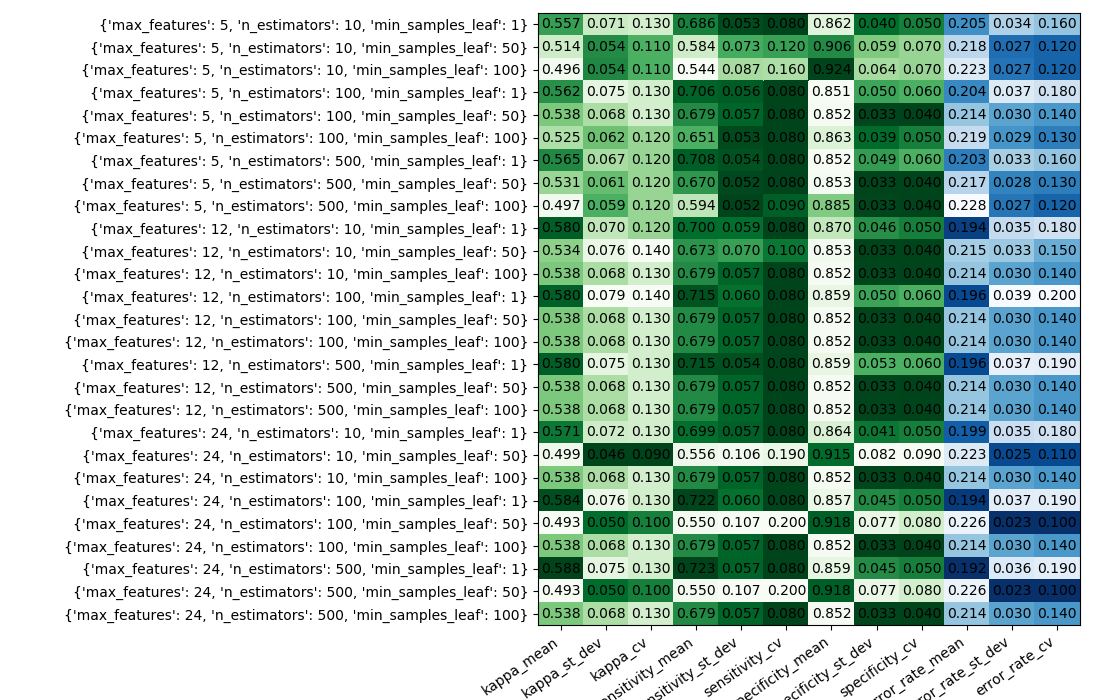 {'max_features': 5, 'n_estimators': 10, 'min_samples_leaf': 1} 0.557 0.071 0.130 0.686 0.053 0.080 0.862 0.040 0.050 0.205 0.034 0.160
{'max_features': 5, 'n_estimators': 10, 'min_samples_leaf': 50} 0.514 0.054 0.110 0.584 0.073 0.120 0.906 0.059 0.070 0.218 0.027 0.120
{'max_features': 5, 'n_estimators': 10, 'min_samples_leaf': 100} 0.496 0.054 0.110 0.544 0.087 0.160 0.924 0.064 0.070 0.223 0.027 0.120
{'max_features': 5, 'n_estimators': 100, 'min_samples_leaf': 1} 0.562 0.075 0.130 0.706 0.056 0.080 0.851 0.050 0.060 0.204 0.037 0.180
{'max_features': 5, 'n_estimators': 100, 'min_samples_leaf': 50} 0.538 0.068 0.130 0.679 0.057 0.080 0.852 0.033 0.040 0.214 0.030 0.140
{'max_features': 5, 'n_estimators': 100, 'min_samples_leaf': 100} 0.525 0.062 0.120 0.651 0.053 0.080 0.863 0.039 0.050 0.219 0.029 0.130
{'max_features': 5, 'n_estimators': 500, 'min_samples_leaf': 1} 0.565 0.067 0.120 0.708 0.054 0.080 0.852 0.049 0.060 0.203 0.033 0.160
{'max_features': 5, 'n_estimators': 500, 'min_samples_leaf': 50} 0.531 0.061 0.120 0.670 0.052 0.080 0.853 0.033 0.040 0.217 0.028 0.130
{'max_features': 5, 'n_estimators': 500, 'min_samples_leaf': 100} 0.497 0.059 0.120 0.594 0.052 0.090 0.885 0.033 0.040 0.228 0.027 0.120
{'max_features': 12, 'n_estimators': 10, 'min_samples_leaf': 1} 0.580 0.070 0.120 0.700 0.059 0.080 0.870 0.046 0.050 0.194 0.035 0.180
{'max_features': 12, 'n_estimators': 10, 'min_samples_leaf': 50} 0.534 0.076 0.140 0.673 0.070 0.100 0.853 0.033 0.040 0.215 0.033 0.150
{'max_features': 12, 'n_estimators': 10, 'min_samples_leaf': 100} 0.538 0.068 0.130 0.679 0.057 0.080 0.852 0.033 0.040 0.214 0.030 0.140
{'max_features': 12, 'n_estimators': 100, 'min_samples_leaf': 1} 0.580 0.079 0.140 0.715 0.060 0.080 0.859 0.050 0.060 0.196 0.039 0.200
{'max_features': 12, 'n_estimators': 100, 'min_samples_leaf': 50} 0.538 0.068 0.130 0.679 0.057 0.080 0.852 0.033 0.040 0.214 0.030 0.140
{'max_features': 12, 'n_estimators': 100, 'min_samples_leaf': 100} 0.538 0.068 0.130 0.679 0.057 0.080 0.852 0.033 0.040 0.214 0.030 0.140
{'max_features': 12, 'n_estimators': 500, 'min_samples_leaf': 1} 0.580 0.075 0.130 0.715 0.054 0.080 0.859 0.053 0.060 0.196 0.037 0.190
{'max_features': 12, 'n_estimators': 500, 'min_samples_leaf': 50} 0.538 0.068 0.130 0.679 0.057 0.080 0.852 0.033 0.040 0.214 0.030 0.140
{'max_features': 12, 'n_estimators': 500, 'min_samples_leaf': 100} 0.538 0.068 0.130 0.679 0.057 0.080 0.852 0.033 0.040 0.214 0.030 0.140
{'max_features': 24, 'n_estimators': 10, 'min_samples_leaf': 1} 0.571 0.072 0.130 0.699 0.057 0.080 0.864 0.041 0.050 0.199 0.035 0.180
{'max_features': 24, 'n_estimators': 10, 'min_samples_leaf': 50} 0.499 0.046 0.090 0.556 0.106 0.190 0.915 0.082 0.090 0.223 0.025 0.110
{'max_features': 24, 'n_estimators': 10, 'min_samples_leaf': 100} 0.538 0.068 0.130 0.679 0.057 0.080 0.852 0.033 0.040 0.214 0.030 0.140
{'max_features': 24, 'n_estimators': 100, 'min_samples_leaf': 1} 0.584 0.076 0.130 0.722 0.060 0.080 0.857 0.045 0.050 0.194 0.037 0.190
{'max_features': 24, 'n_estimators': 100, 'min_samples_leaf': 50} 0.493 0.050 0.100 0.550 0.107 0.200 0.918 0.077 0.080 0.226 0.023 0.100
{'max_features': 24, 'n_estimators': 100, 'min_samples_leaf': 100} 0.538 0.068 0.130 0.679 0.057 0.080 0.852 0.033 0.040 0.214 0.030 0.140
{'max_features': 24, 'n_estimators': 500, 'min_samples_leaf': 1} 0.588 0.075 0.130 0.723 0.057 0.080 0.859 0.045 0.050 0.192 0.036 0.190
{'max_features': 24, 'n_estimators': 500, 'min_samples_leaf': 50} 0.493 0.050 0.100 0.550 0.107 0.200 0.918 0.077 0.080 0.226 0.023 0.100
{'max_features': 24, 'n_estimators': 500, 'min_samples_leaf': 100} 0.538 0.068 0.130 0.679 0.057 0.080 0.852 0.033 0.040 0.214 0.030 0.140
kappa_mean
kappa_st_dev
kappa_cv
ensitivity_mean
nsitivity_st_dev
sensitivity_cv
pecificity_mean
ecificity_st_dev
specificity_cv
rror_rate_mean
or_rate_st_dev
error_rate_cv